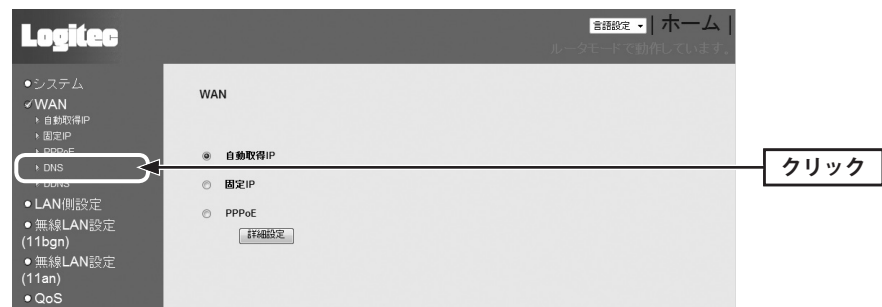 Logitec
言語設定 | ホーム |
ルータモードで動作しています。
●システム
WAN
自動取得IP
固定IP
PPPoE
DNS
DDNS
●LAN側設定
●無線LAN設定
(11bgn)
●無線LAN設定
(11an)
●QoS
WAN
自動取得IP
固定IP
PPPoE
詳細設定
クリック